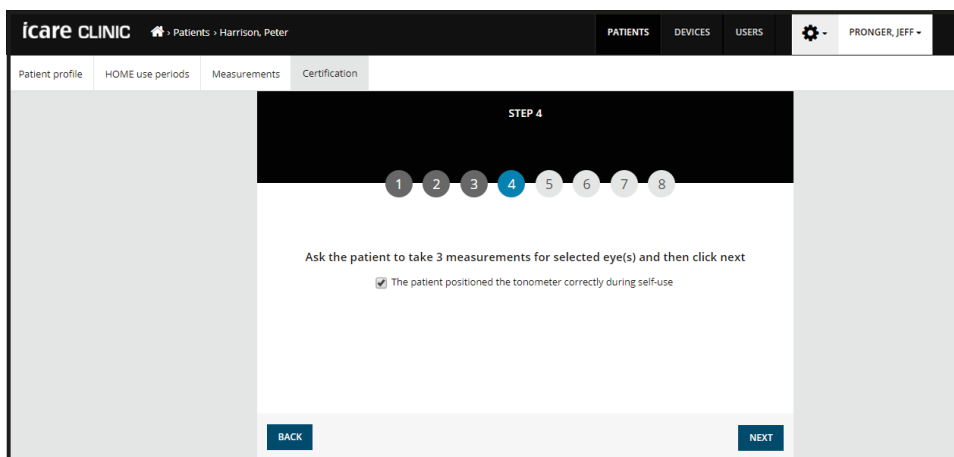 icare CLINIC › Patients › Harrison, Peter PATIENTS DEVICES USERS PRONGER, JEFF
Patient profile HOME use periods Measurements Certification
STEP 4
1 2 3 4 5 6 7 8
Ask the patient to take 3 measurements for selected eye(s) and then click next
The patient positioned the tonometer correctly during self-use
BACK NEXT